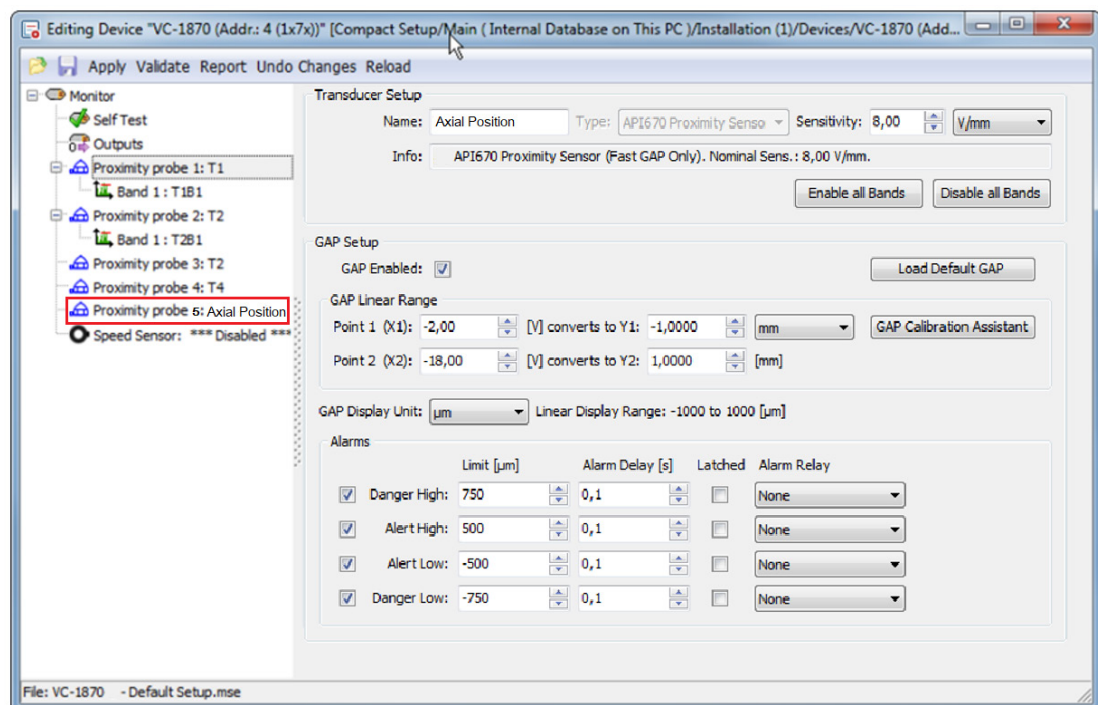 Editing Device "VC-1870 (Addr.: 4 (1x7x))" [Compact Setup/Main ( Internal Database on This PC )/Installation (1)/Devices/VC-1870 (Add...
Apply Validate Report Undo Changes Reload
Monitor
Self Test
Outputs
Proximity probe 1: T1
Band 1 : T1B1
Proximity probe 2: T2
Band 1 : T2B1
Proximity probe 3: T2
Proximity probe 4: T4
Proximity probe 5: Axial Position
Speed Sensor: *** Disabled ***
Transducer Setup
Name: Axial Position Type: API670 Proximity Senso Sensitivity: 8,00 V/mm
Info: API670 Proximity Sensor (Fast GAP Only). Nominal Sens.: 8,00 V/mm.
Enable all Bands Disable all Bands
GAP Setup
GAP Enabled: Load Default GAP
GAP Linear Range
Point 1 (X1): -2,00 [V] converts to Y1: -1,0000 mm GAP Calibration Assistant
Point 2 (X2): -18,00 [V] converts to Y2: 1,0000 [mm]
GAP Display Unit: µm Linear Display Range: -1000 to 1000 [µm]
Alarms
Limit [µm] Alarm Delay [s] Latched Alarm Relay
Danger High: 750 0,1 None
Alert High: 500 0,1 None
Alert Low: -500 0,1 None
Danger Low: -750 0,1 None
File: VC-1870 - Default Setup.mse